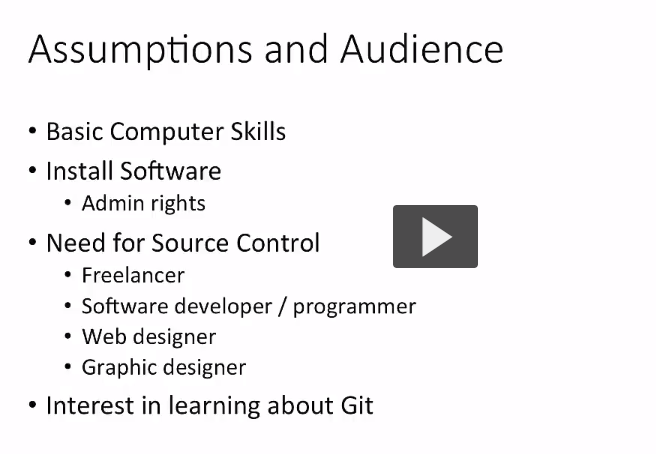 Assumptions and Audience
• Basic Computer Skills
• Install Software
• Admin rights
• Need for Source Control
• Freelancer
• Software developer / programmer
• Web designer
• Graphic designer
• Interest in learning about Git